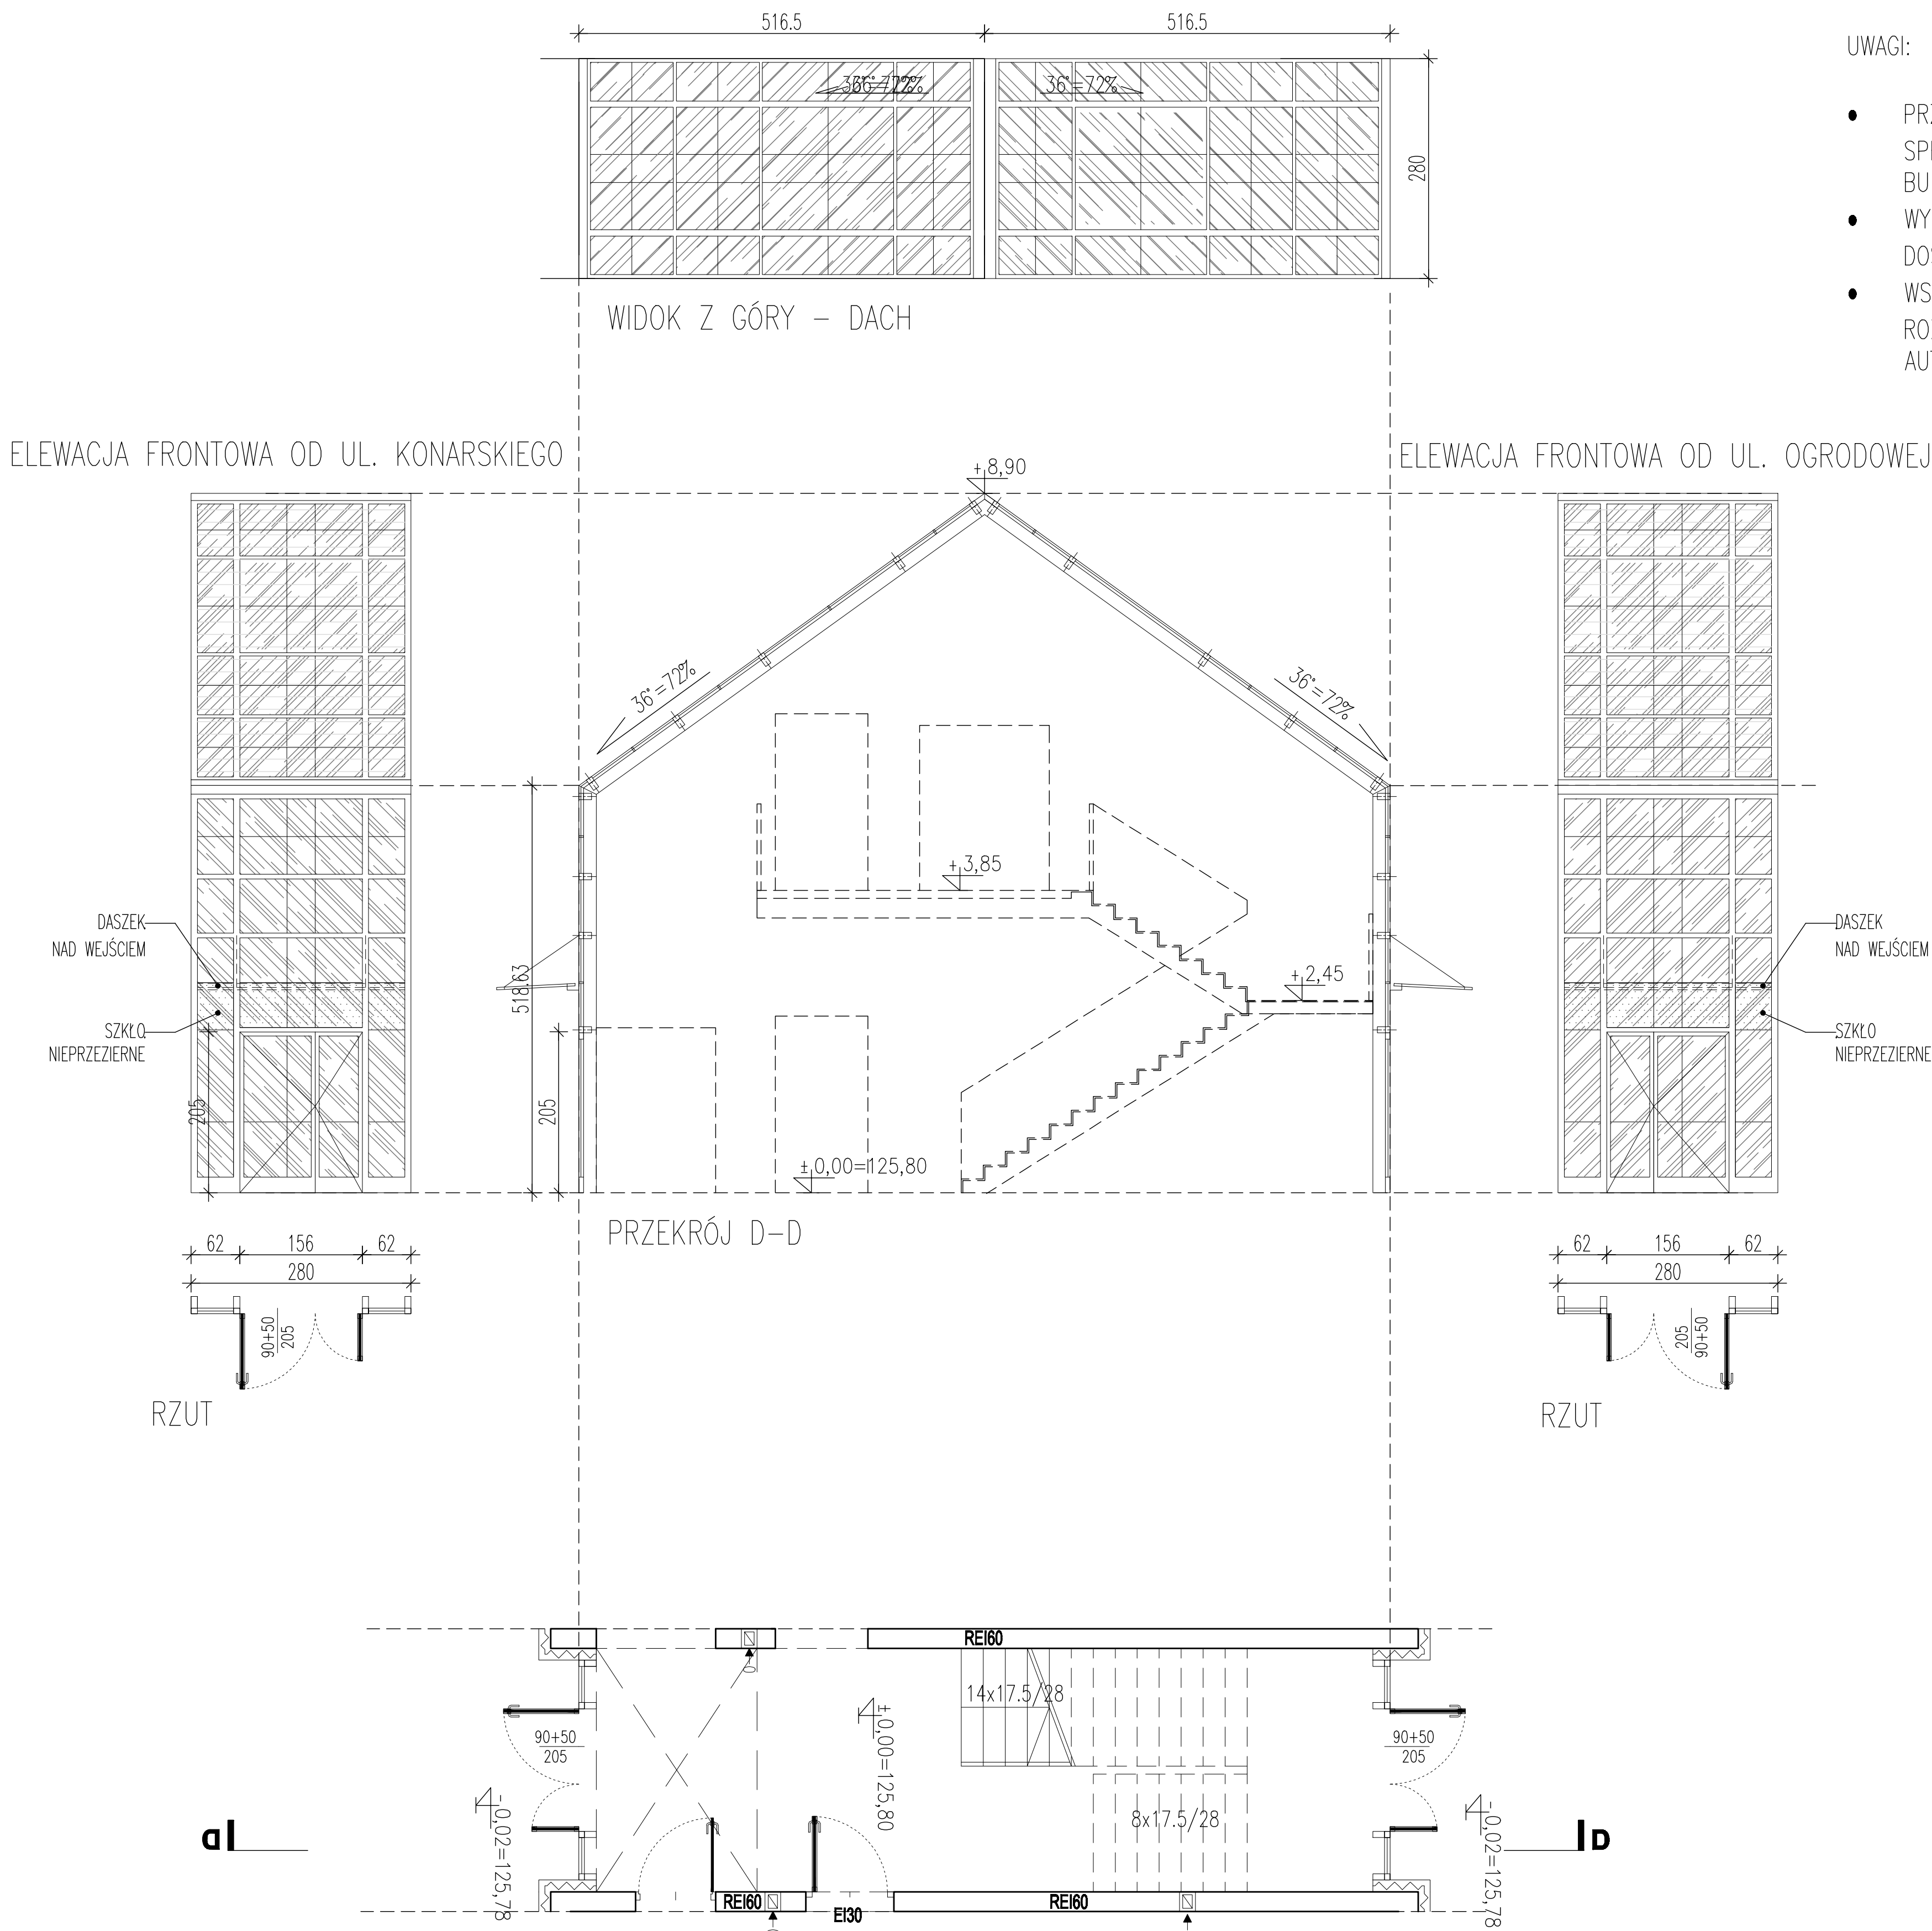 516.5
516.5
UWAGI:
36°=72%
36°=72%
36°=72%
280
WIDOK Z GÓRY – DACH
ELEWACJA FRONTOWA OD UL. KONARSKIEGO
ELEWACJA FRONTOWA OD UL. OGRODOWEJ
+8,90
36°=72%
36°=72%
+3,85
+2,45
518.63
DASZEK
NAD WEJŚCIEM
SZKŁO
NIEPRZEZIERNE
DASZEK
NAD WEJŚCIEM
SZKŁO
NIEPRZEZIERNE
205
205
±0,00=125,80
PRZEKRÓJ D–D
62
156
62
280
90+50
205
RZUT
62
156
62
280
205
90+50
RZUT
REI60
14x17.5/28
±0,00=125,80
90+50
205
90+50
205
8x17.5/28
-0,02=125,78
-0,02=125,78
D
D
REI60
EI30
REI60